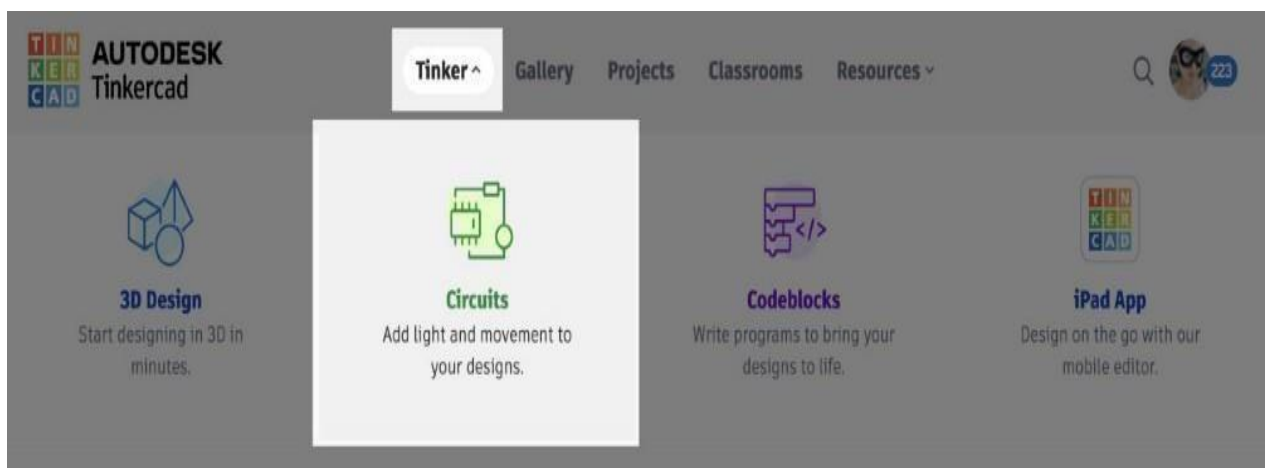 TIN
KER
CAD
AUTODESK
Tinkercad
Tinker Gallery Projects Classrooms Resources
223
3D Design
Start designing in 3D in
minutes.
Circuits
Add light and movement to
your designs.
</>
Codeblocks
Write programs to bring your
designs to life.
TIN
KER
CAD
iPad App
Design on the go with our
mobile editor.